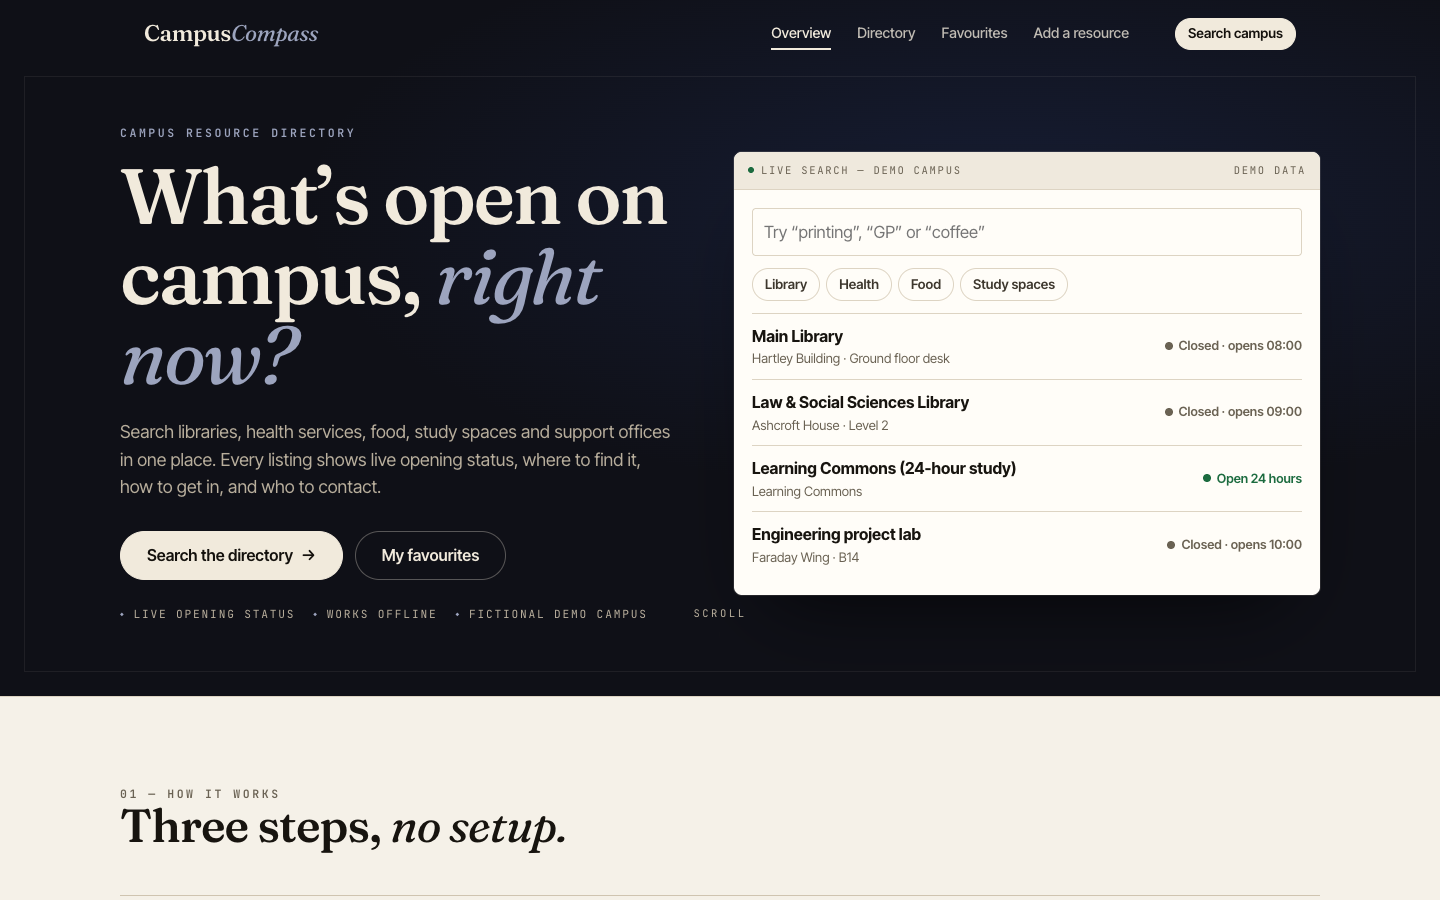 CampusCompass
Overview
Directory
Favourites
Add a resource
Search campus
CAMPUS RESOURCE DIRECTORY
What’s open on
campus, right
now?
Search libraries, health services, food, study spaces and support offices
in one place. Every listing shows live opening status, where to find it,
how to get in, and who to contact.
Search the directory →
My favourites
• LIVE OPENING STATUS • WORKS OFFLINE • FICTIONAL DEMO CAMPUS
SCROLL
LIVE SEARCH — DEMO CAMPUS
DEMO DATA
Try “printing”, “GP” or “coffee”
Library
Health
Food
Study spaces
Main Library
Hartley Building · Ground floor desk
Closed · opens 08:00
Law & Social Sciences Library
Ashcroft House · Level 2
Closed · opens 09:00
Learning Commons (24-hour study)
Learning Commons
Open 24 hours
Engineering project lab
Faraday Wing · B14
Closed · opens 10:00
01 — HOW IT WORKS
Three steps, no setup.